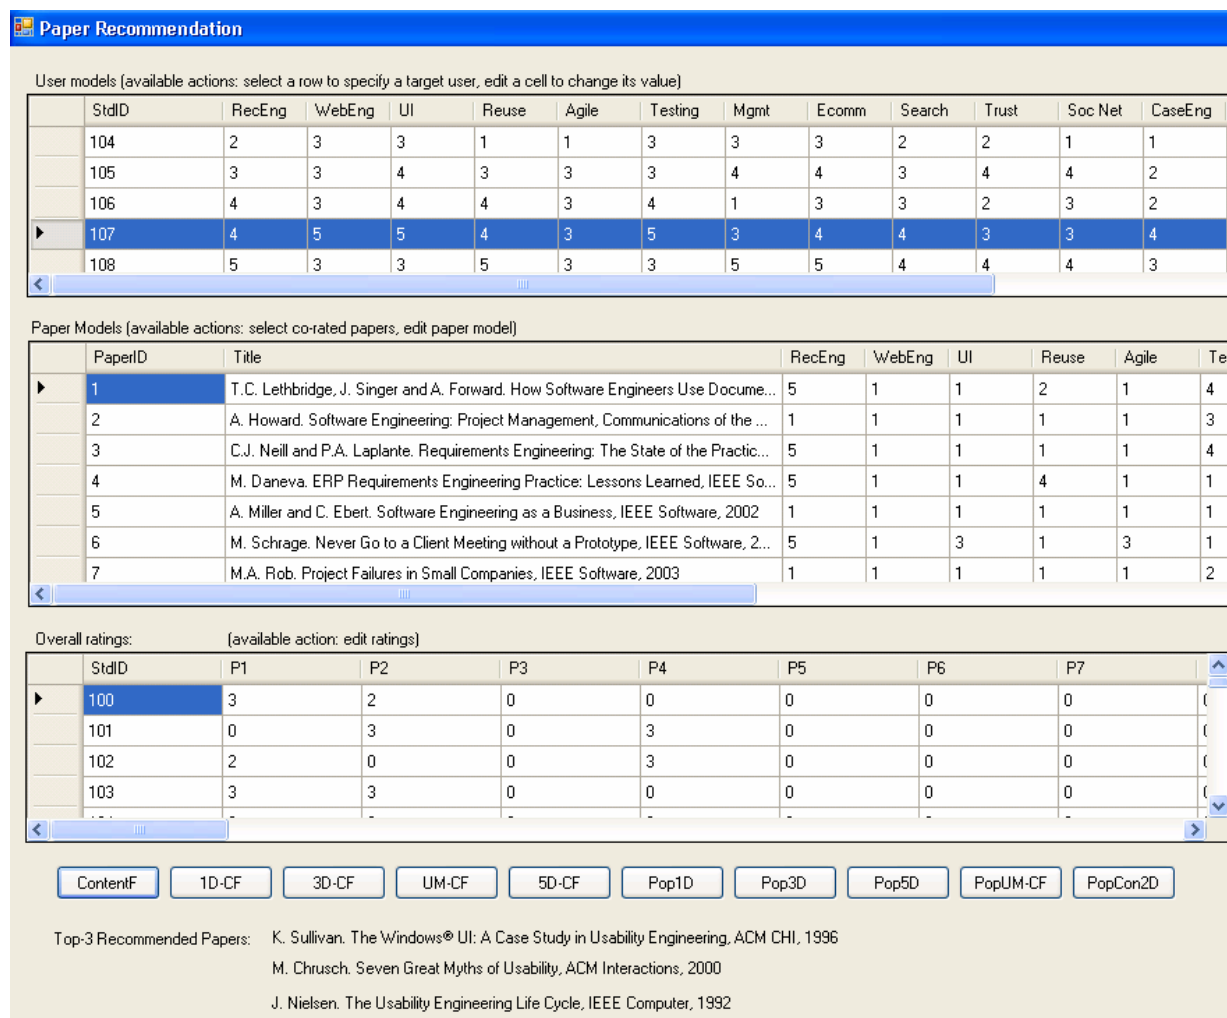 Paper Recommendation
User models (available actions: select a row to specify a target user, edit a cell to change its value)
StdID RecEng WebEng UI Reuse Agile Testing Mgmt Ecomm Search Trust Soc Net CaseEng
104 2 3 3 1 1 3 3 3 2 2 1 1
105 3 3 4 3 3 3 4 4 3 4 4 2
106 4 3 4 4 3 4 1 3 3 2 3 2
107 4 5 5 4 3 5 3 4 4 3 3 4
108 5 3 3 5 3 3 5 5 4 4 4 3
Paper Models (available actions: select co-rated papers, edit paper model)
PaperID Title RecEng WebEng UI Reuse Agile Te
1 T.C. Lethbridge, J. Singer and A. Forward. How Software Engineers Use Docume... 5 1 1 2 1 4
2 A. Howard. Software Engineering: Project Management, Communications of the ... 1 1 1 1 1 3
3 C.J. Neill and P.A. Laplante. Requirements Engineering: The State of the Practic... 5 1 1 1 1 4
4 M. Daneva. ERP Requirements Engineering Practice: Lessons Learned, IEEE So... 5 1 1 4 1 1
5 A. Miller and C. Ebert. Software Engineering as a Business, IEEE Software, 2002 1 1 1 1 1 1
6 M. Schrage. Never Go to a Client Meeting without a Prototype, IEEE Software, 2... 5 1 3 1 3 1
7 M.A. Rob. Project Failures in Small Companies, IEEE Software, 2003 1 1 1 1 1 2
Overall ratings: (available action: edit ratings)
StdID P1 P2 P3 P4 P5 P6 P7
100 3 2 0 0 0 0 0
101 0 3 0 3 0 0 0
102 2 0 0 3 0 0 0
103 3 3 0 0 0 0 0
ContentF 1D-CF 3D-CF UM-CF 5D-CF Pop1D Pop3D Pop5D PopUM-CF PopCon2D
Top-3 Recommended Papers: K. Sullivan. The Windows® UI: A Case Study in Usability Engineering, ACM CHI, 1996
M. Chrusch. Seven Great Myths of Usability, ACM Interactions, 2000
J. Nielsen. The Usability Engineering Life Cycle, IEEE Computer, 1992